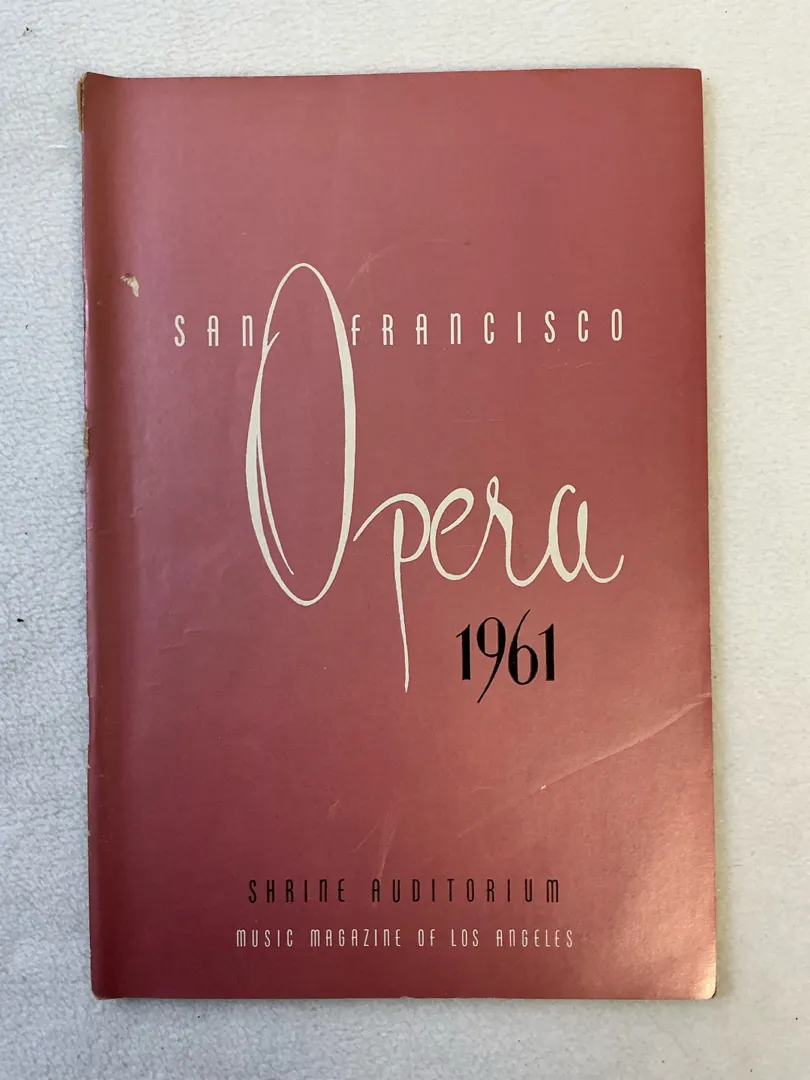 SAN FRANCISCO
Opera
1961
SHRINE AUDITORIUM
MUSIC MAGAZINE OF LOS ANGELES